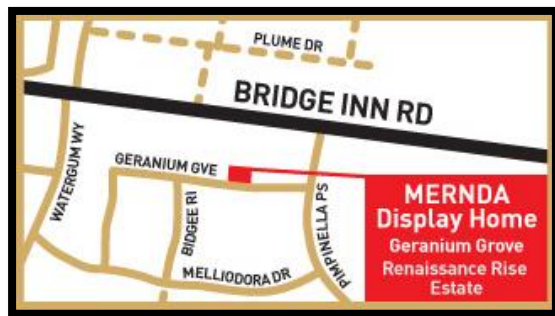 PLUME DR
BRIDGE INN RD
WATERGUM WY
GERANIUM GVE
BIDGEE RI
MELLIODORA DR
PIMPINELLA PS
MERNDA
Display Home
Geranium Grove
Renaissance Rise
Estate